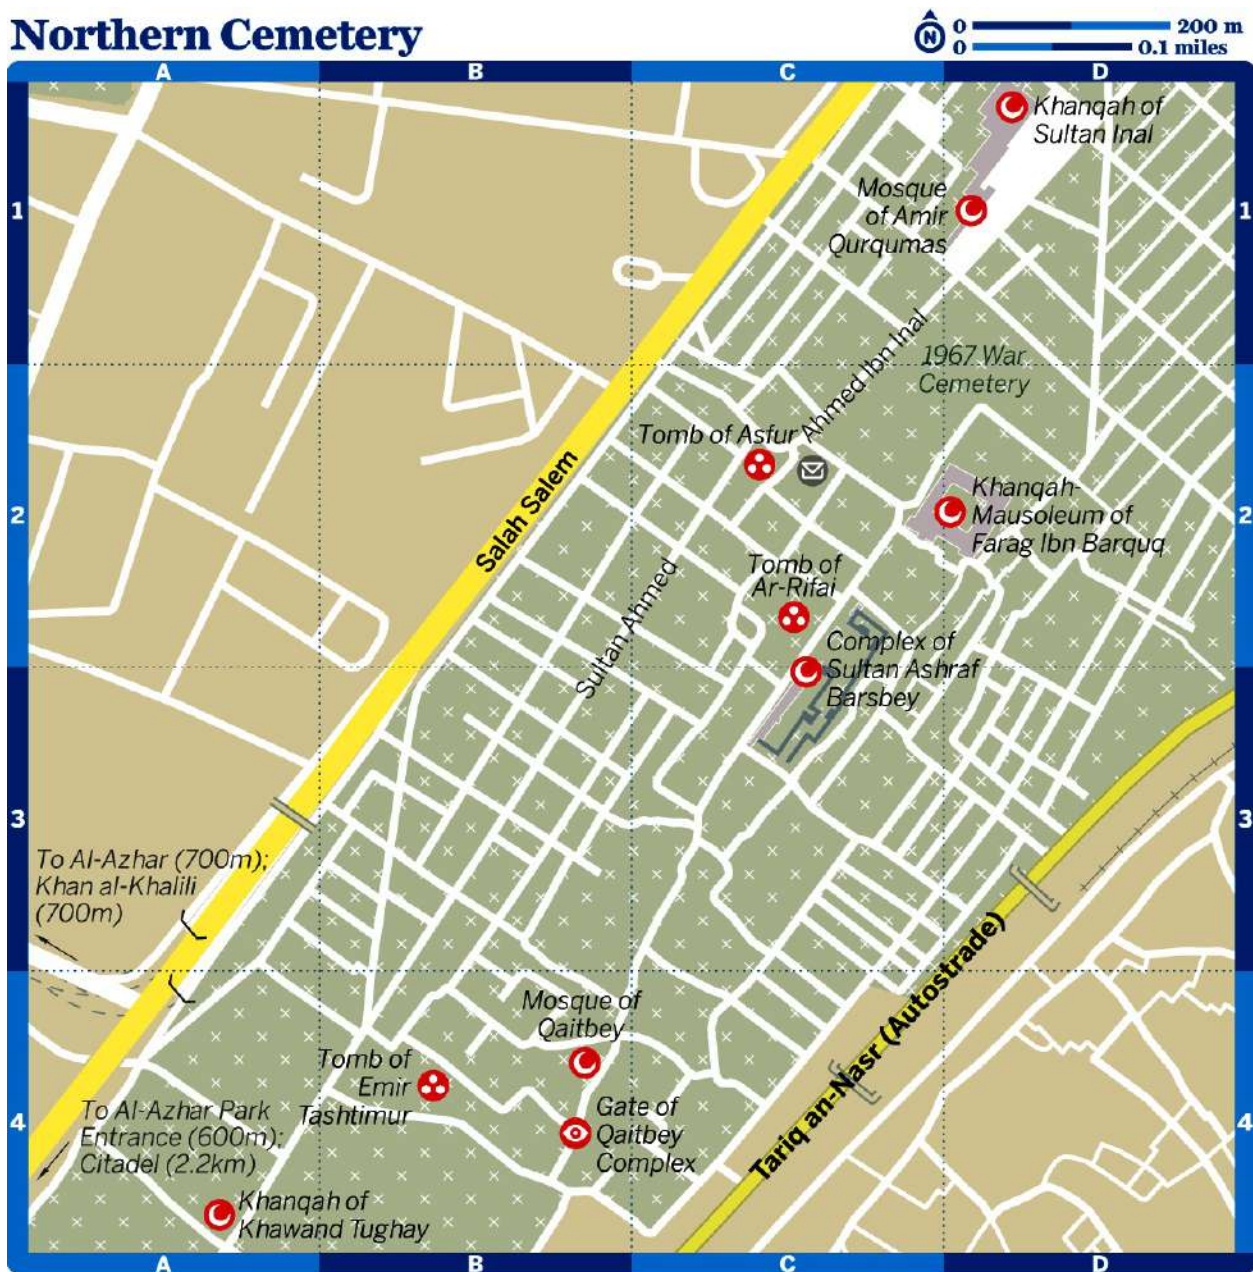 Northern Cemetery
N
0 200 m
0 0.1 miles
A B C D
1
1
2
2
3
3
4
4
A B C D
Khanqah of
Sultan Inal
Mosque
of Amir
Qurqumas
Ahmed Ibn Inal
1967 War
Cemetery
Tomb of Asfur
Salah Salem
Khanqah-
Mausoleum of
Farag Ibn Barquq
Tomb of
Ar-Rifai
Sultan Ahmed
Complex of
Sultan Ashraf
Barsbey
To Al-Azhar (700m);
Khan al-Khalili
(700m)
Tariq an-Nasr (Autostrade)
Mosque of
Qaitbey
Tomb of
Emir
Tashtimur
Gate of
Qaitbey
Complex
To Al-Azhar Park
Entrance (600m);
Citadel (2.2km)
Khanqah of
Khawand Tughay